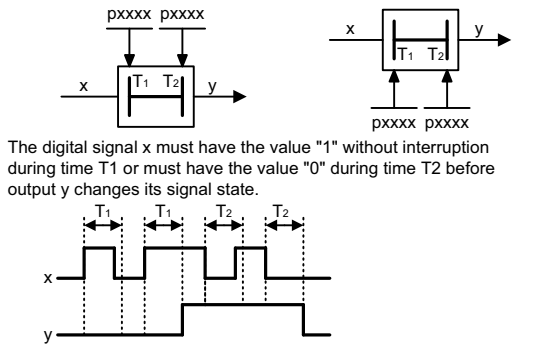 pxxxx pxxxx
x T1 T2 y
x T1 T2 y
pxxxx pxxxx
The digital signal x must have the value "1" without interruption
during time T1 or must have the value "0" during time T2 before
output y changes its signal state.
T1 T1 T2 T2
x
y